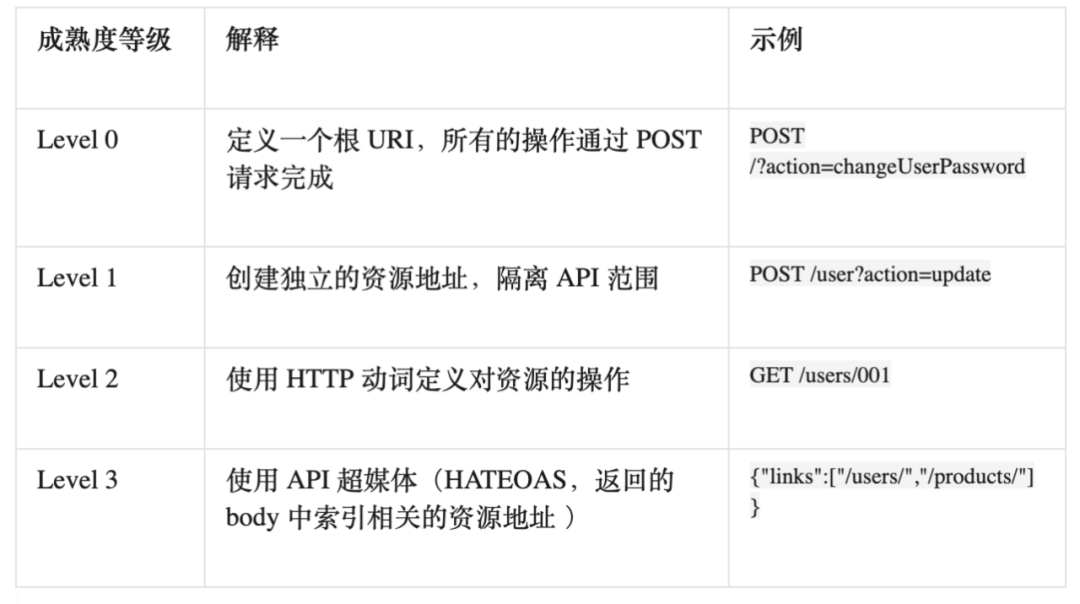 成熟度等级
解释
示例
Level 0
定义一个根 URI，所有的操作通过 POST
请求完成
POST
/?action=changeUserPassword
Level 1
创建独立的资源地址，隔离 API 范围
POST /user?action=update
Level 2
使用 HTTP 动词定义对资源的操作
GET /users/001
Level 3
使用 API 超媒体（HATEOAS，返回的
body 中索引相关的资源地址 ）
{"links":["/users/","/products/"]
}